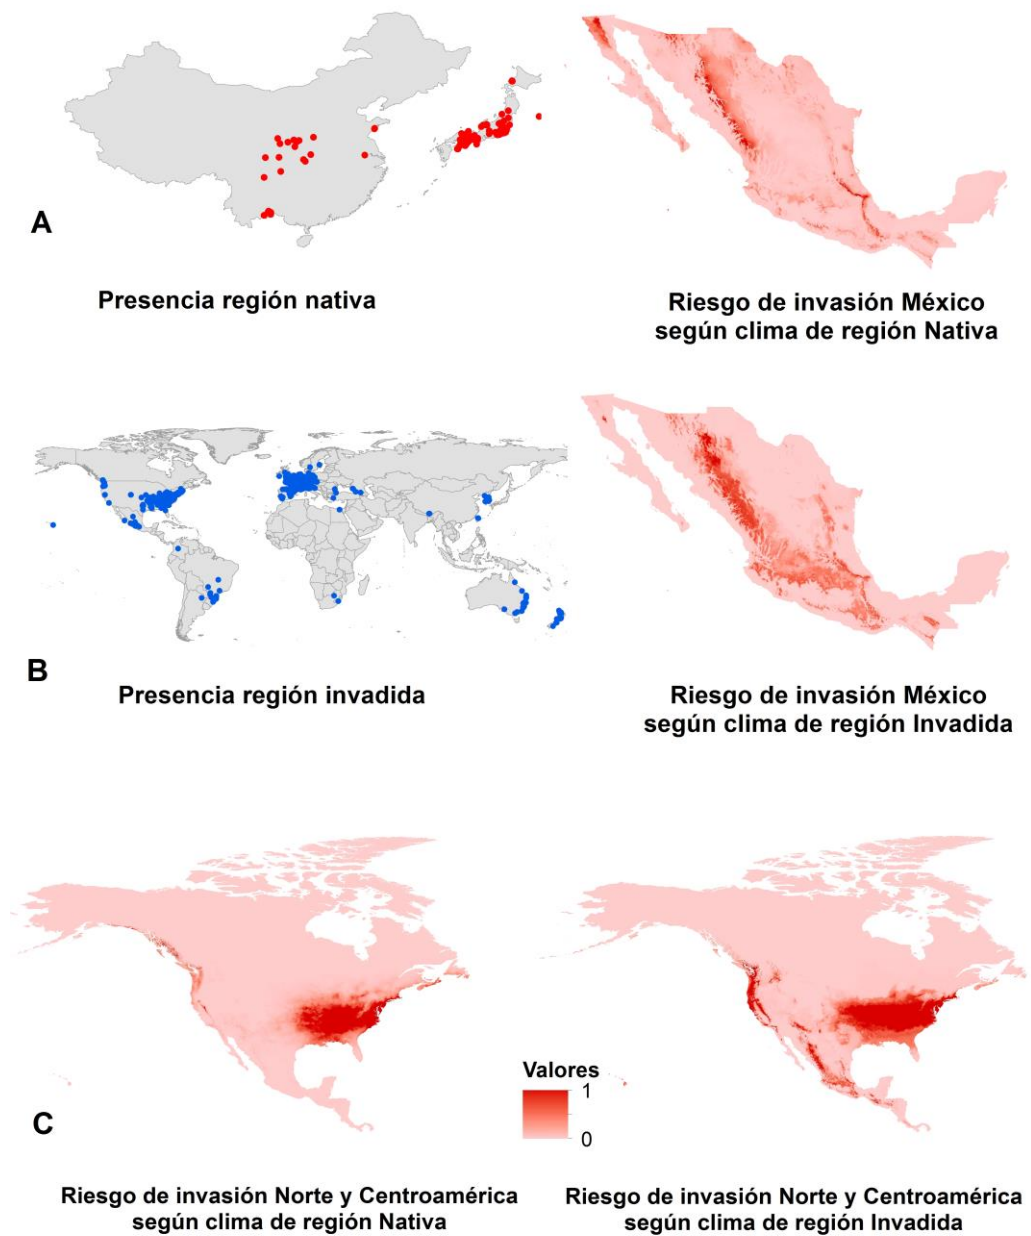 A
Presencia región nativa
Riesgo de invasión México
según clima de región Nativa
B
Presencia región invadida
Riesgo de invasión México
según clima de región Invadida
Valores
1
0
C
Riesgo de invasión Norte y Centroamérica
según clima de región Nativa
Riesgo de invasión Norte y Centroamérica
según clima de región Invadida